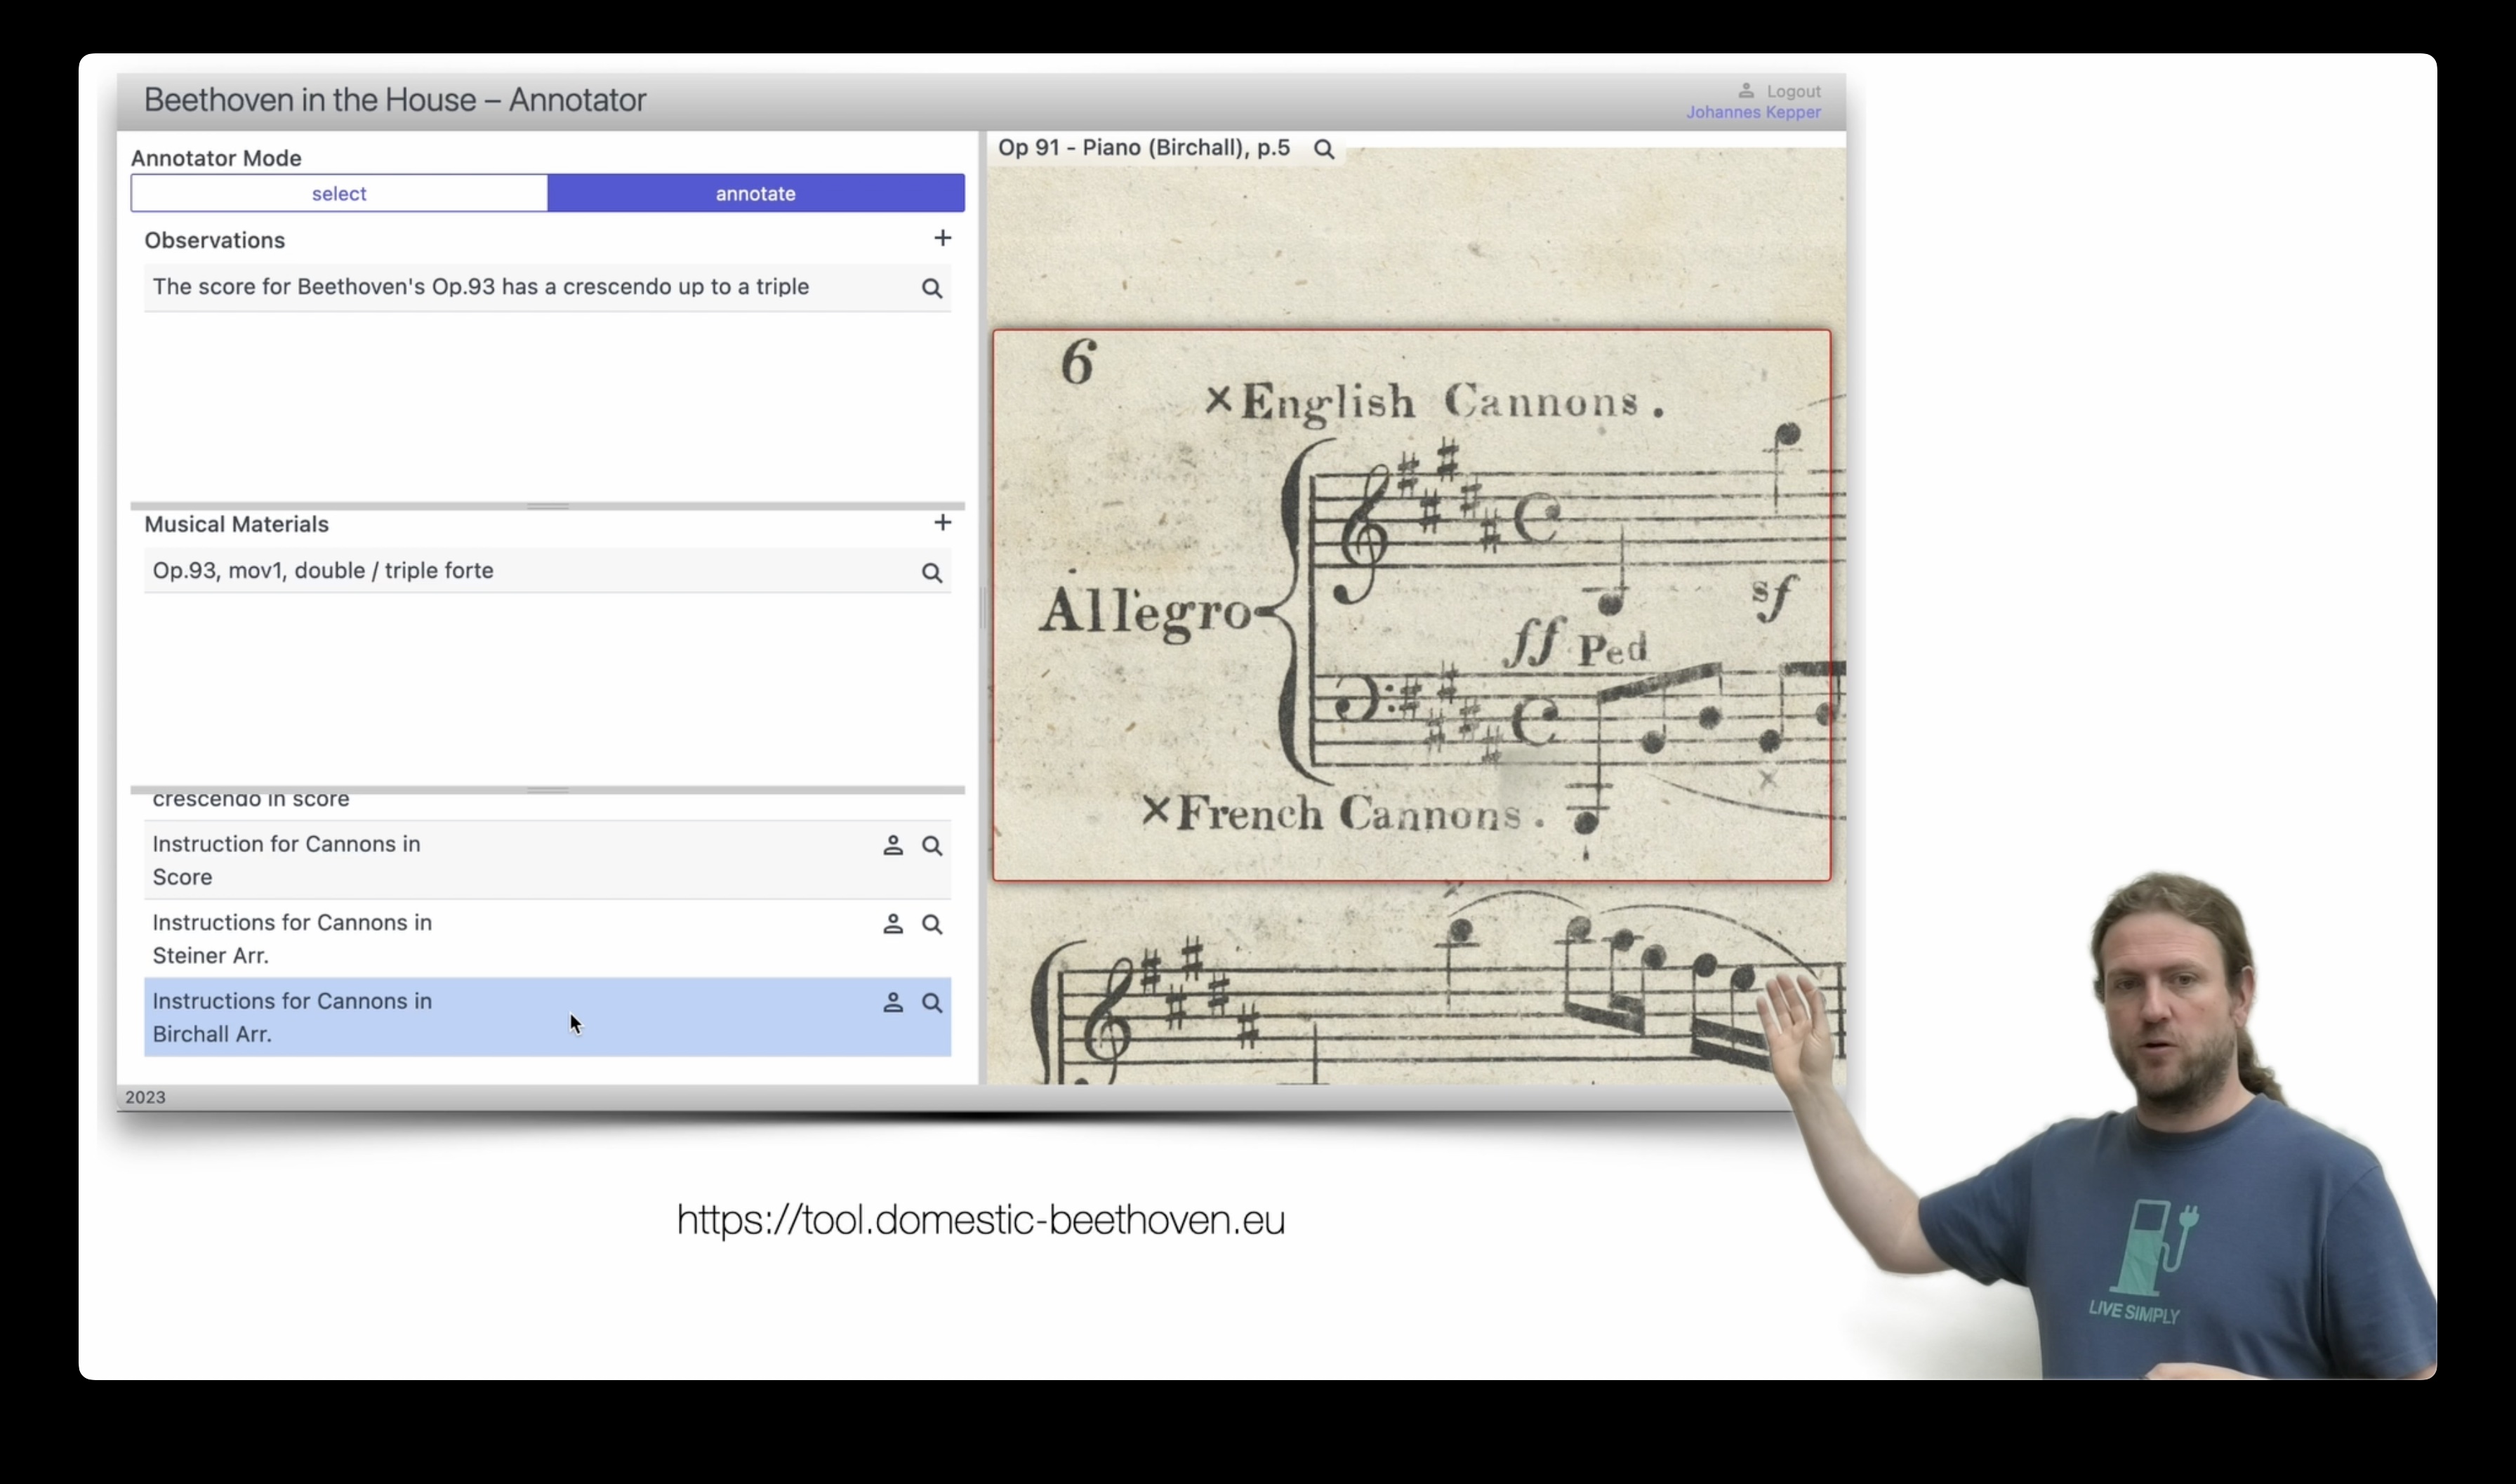 Beethoven in the House – Annotator
Logout
Johannes Kepper
Annotator Mode
select
annotate
Observations
The score for Beethoven's Op.93 has a crescendo up to a triple
Musical Materials
Op.93, mov1, double / triple forte
crescendo in score
Instruction for Cannons in
Score
Instructions for Cannons in
Steiner Arr.
Instructions for Cannons in
Birchall Arr.
2023
Op 91 - Piano (Birchall), p.5
6
×English Cannons.
Allegro
sf
ff Ped
×French Cannons.
https://tool.domestic-beethoven.eu
LIVE SIMPLY